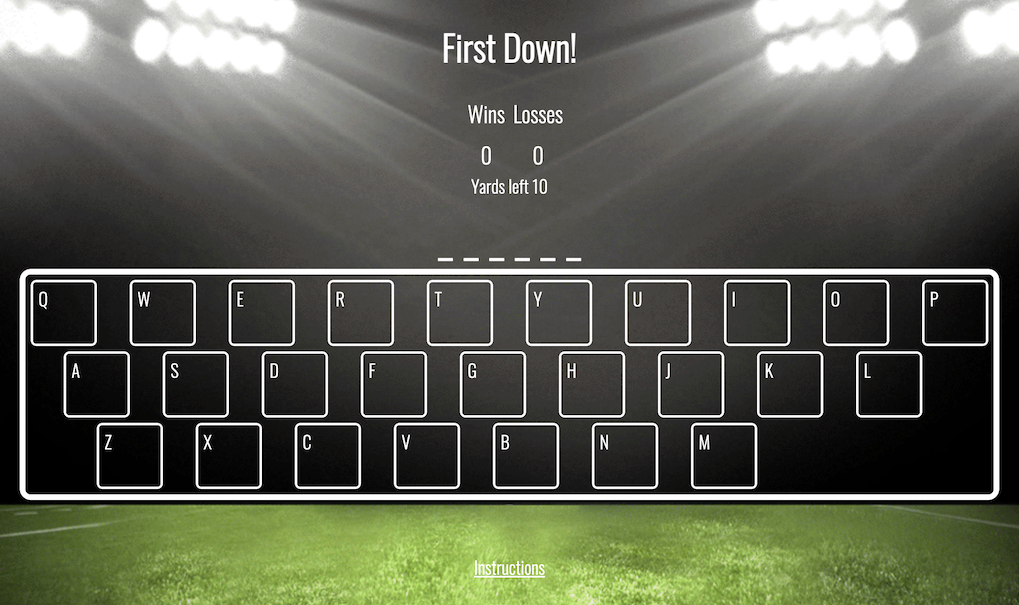 First Down!
Wins Losses
0 0
Yards left 10
_ _ _ _ _ _
Q W E R T Y U I O P
A S D F G H J K L
Z X C V B N M
Instructions